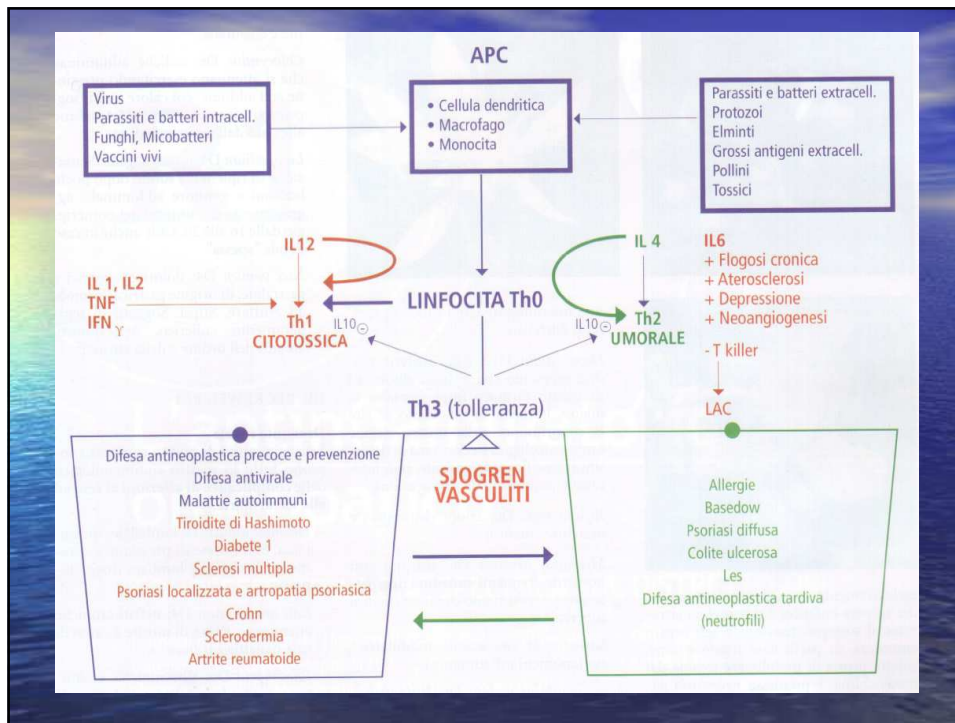 APC
Virus
Parassiti e batteri intracell.
Funghi, Micobatteri
Vaccini vivi
• Cellula dendritica
• Macrofago
• Monocita
Parassiti e batteri extracell.
Protozoi
Elminti
Grossi antigeni extracell.
Pollini
Tossici
IL12
IL 1, IL2
TNF
IFN γ
Th1
CITOTOSSICA
IL10 ⊖
LINFOCITA Th0
IL10 ⊖
IL 4
Th2
UMORALE
IL6
+ Flogosi cronica
+ Aterosclerosi
+ Depressione
+ Neoangiogenesi
- T killer
LAC
Th3 (tolleranza)
Difesa antineoplastica precoce e prevenzione
Difesa antivirale
Malattie autoimmuni
Tiroidite di Hashimoto
Diabete 1
Sclerosi multipla
Psoriasi localizzata e artropatia psoriasica
Crohn
Sclerodermia
Artrite reumatoide
SJOGREN
VASCULITI
Allergie
Basedow
Psoriasi diffusa
Colite ulcerosa
Les
Difesa antineoplastica tardiva
(neutrofili)